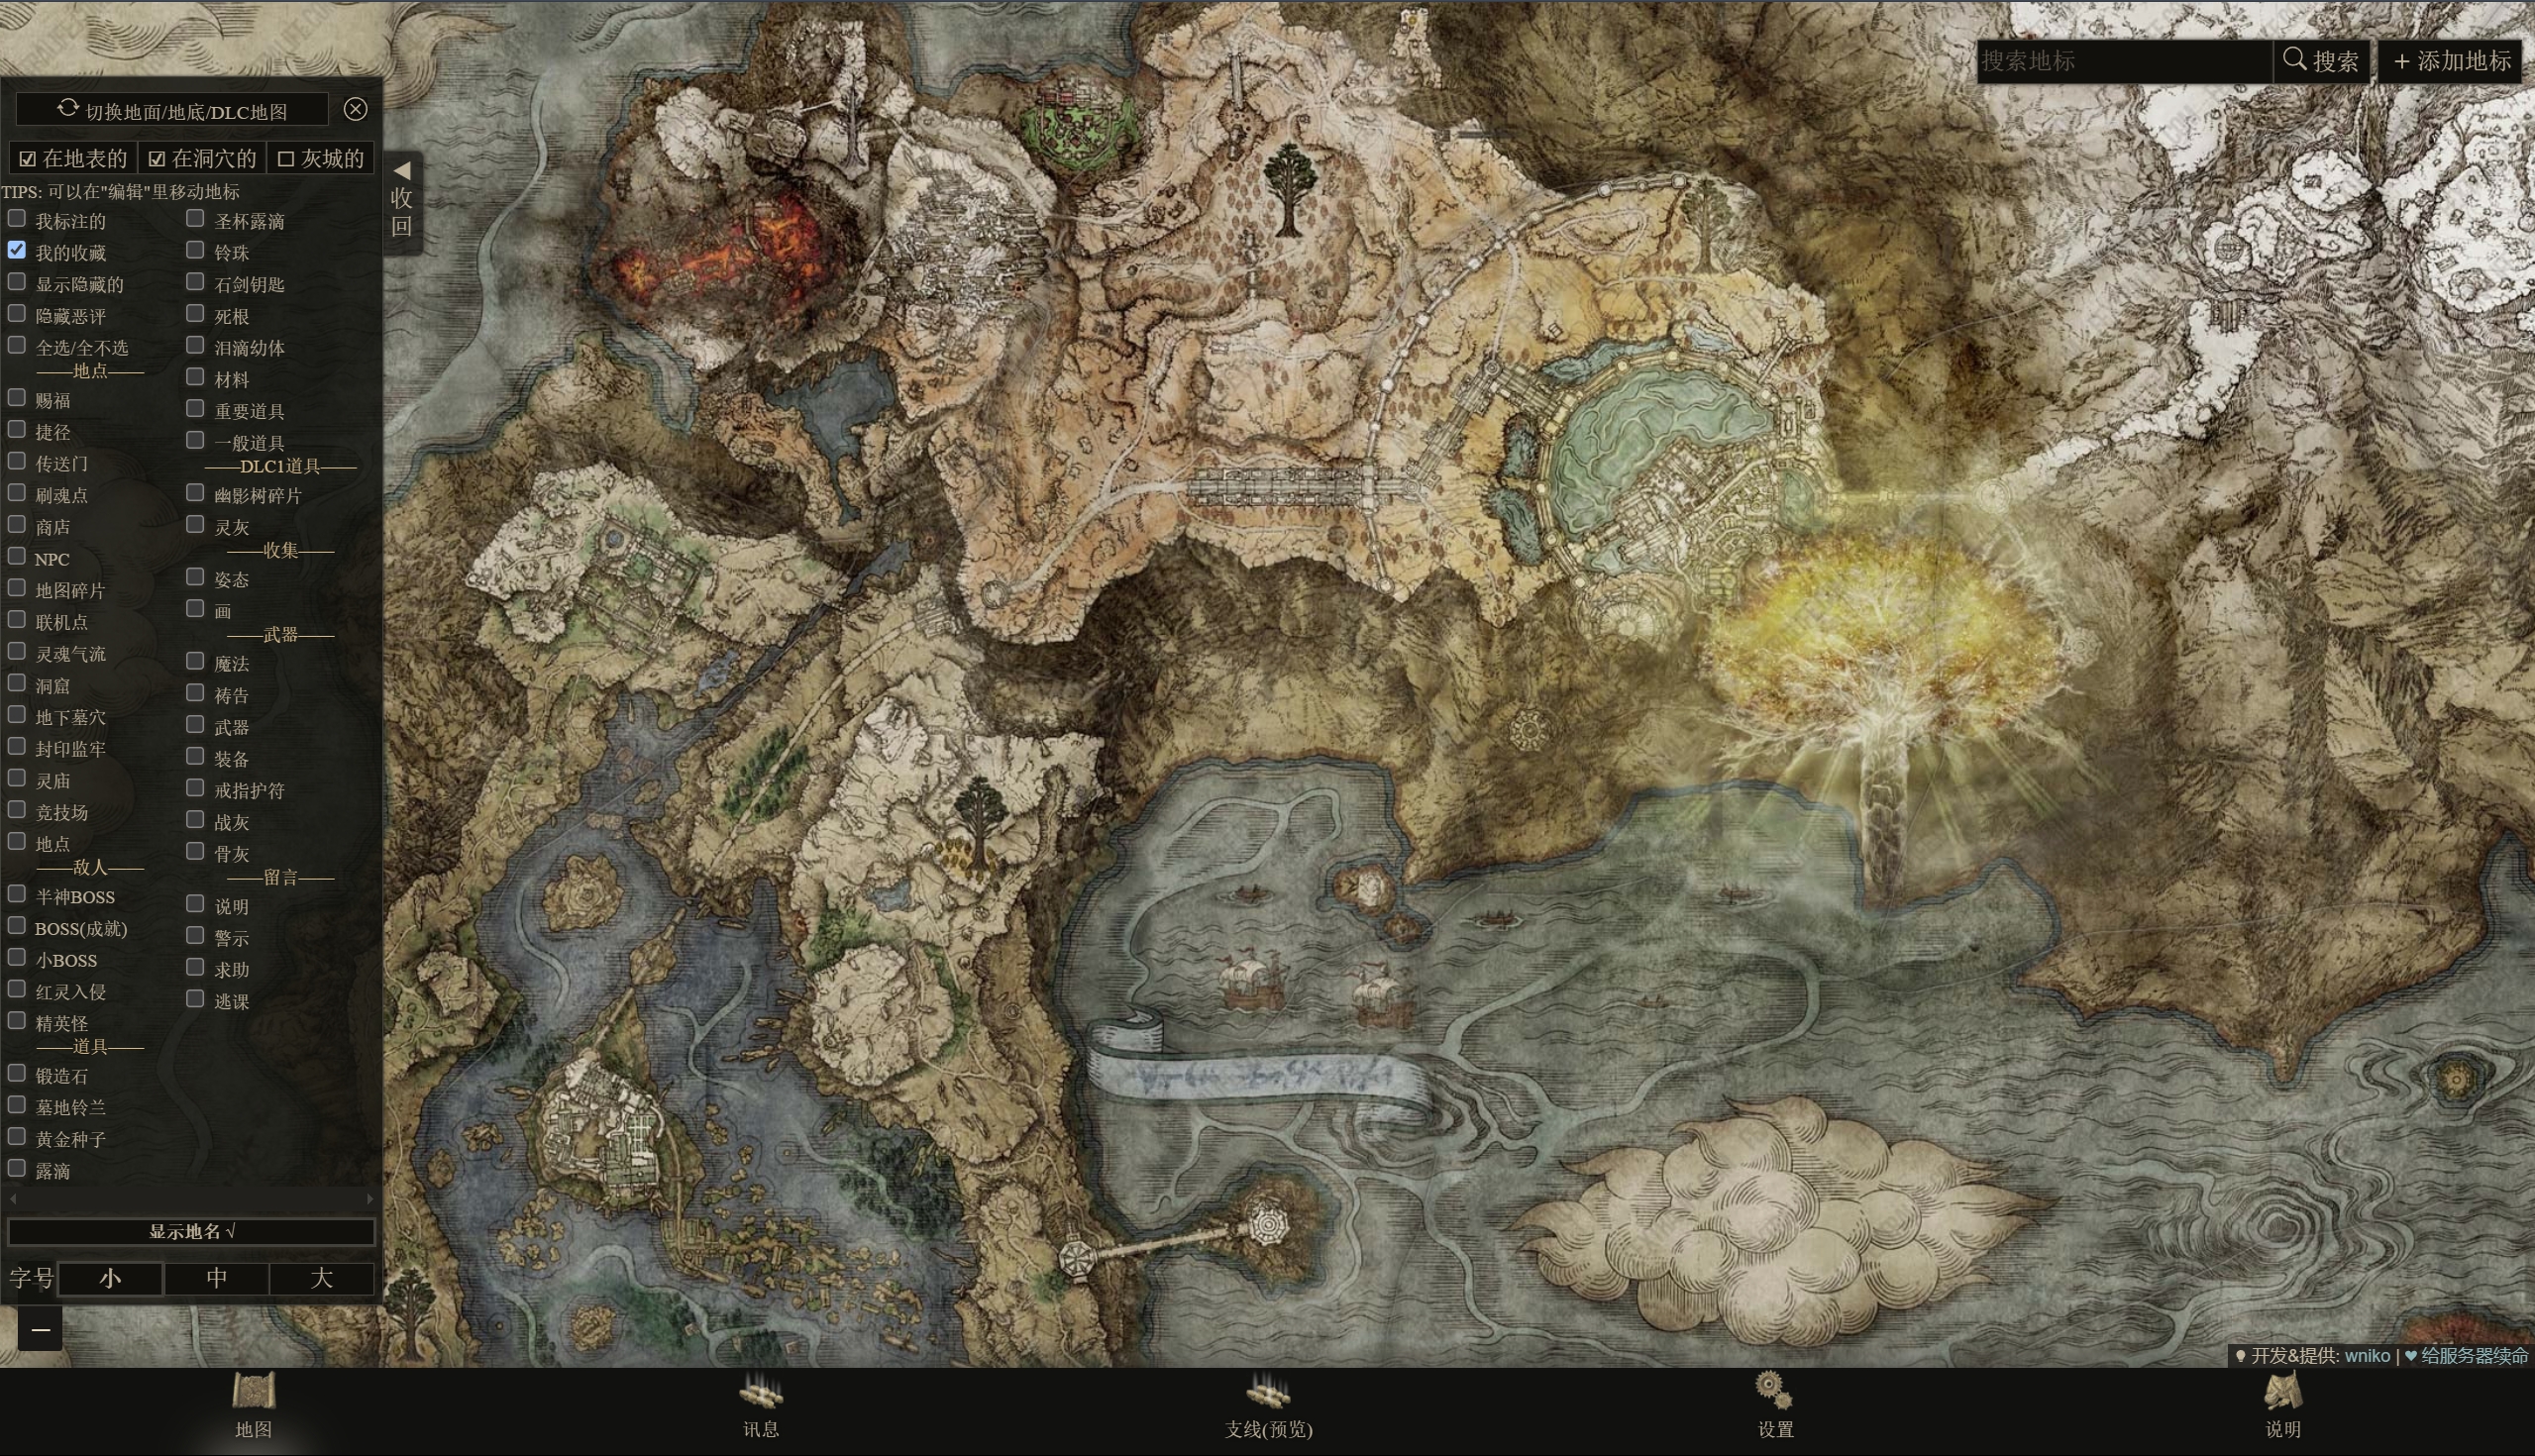 搜索地标
搜索
+ 添加地标
切换地面/地底/DLC地图
在地表的
在洞穴的
灰城的
收回
TIPS: 可以在"编辑"里移动地标
我标注的
我的收藏
显示隐藏的
隐藏恶评
全选/全不选
——地点——
赐福
捷径
传送门
刷魂点
商店
NPC
地图碎片
联机点
灵魂气流
洞窟
地下墓穴
封印监牢
灵庙
竞技场
地点
——敌人——
半神BOSS
BOSS(成就)
小BOSS
红灵入侵
精英怪
——道具——
锻造石
墓地铃兰
黄金种子
露滴
圣杯露滴
铃珠
石剑钥匙
死根
泪滴幼体
材料
重要道具
一般道具
——DLC1道具——
幽影树碎片
灵灰
——收集——
姿态
画
——武器——
魔法
祷告
武器
装备
戒指护符
战灰
骨灰
——留言——
说明
警示
求助
逃课
显示地名 √
字号
小
中
大
开发&提供: wniko | 给服务器续命
地图
讯息
支线(预览)
设置
说明